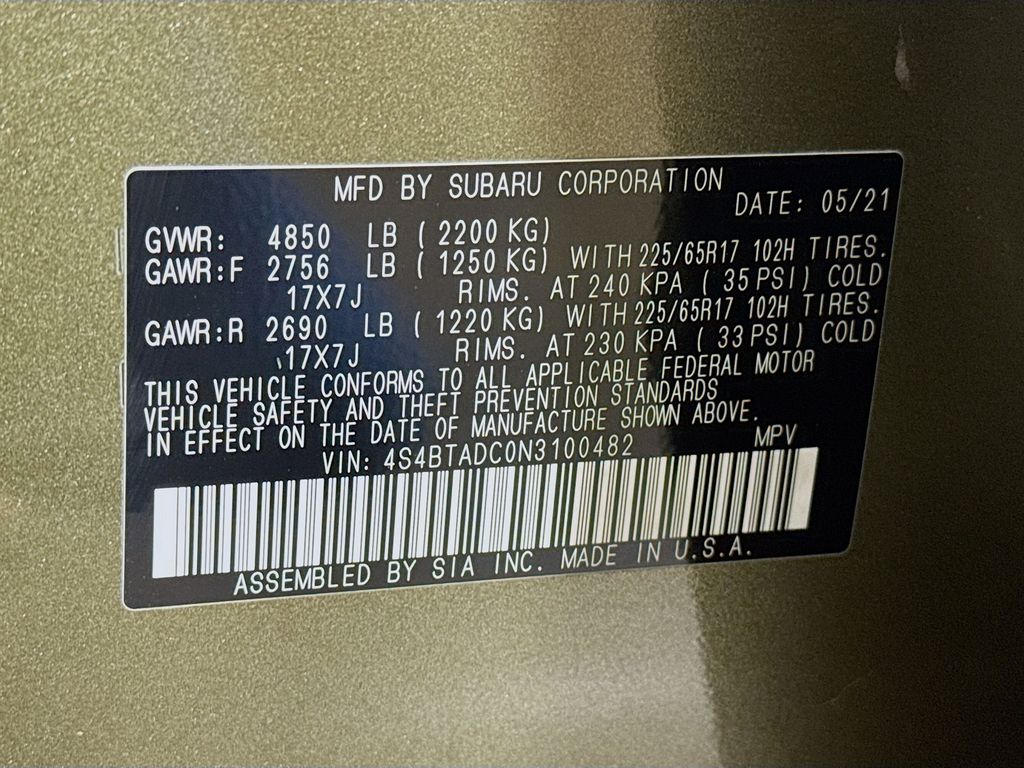 MFD BY SUBARU CORPORATION
DATE: 05/21
GVWR: 4850 LB ( 2200 KG)
GAWR:F 2756 LB ( 1250 KG) WITH 225/65R17 102H TIRES.
17X7J RIMS. AT 240 KPA ( 35 PSI) COLD
GAWR:R 2690 LB ( 1220 KG) WITH 225/65R17 102H TIRES.
17X7J RIMS. AT 230 KPA ( 33 PSI) COLD
THIS VEHICLE CONFORMS TO ALL APPLICABLE FEDERAL MOTOR
VEHICLE SAFETY AND THEFT PREVENTION STANDARDS
IN EFFECT ON THE DATE OF MANUFACTURE SHOWN ABOVE.
VIN: 4S4BTADC0N3100482 MPV
ASSEMBLED BY SIA INC. MADE IN U.S.A.